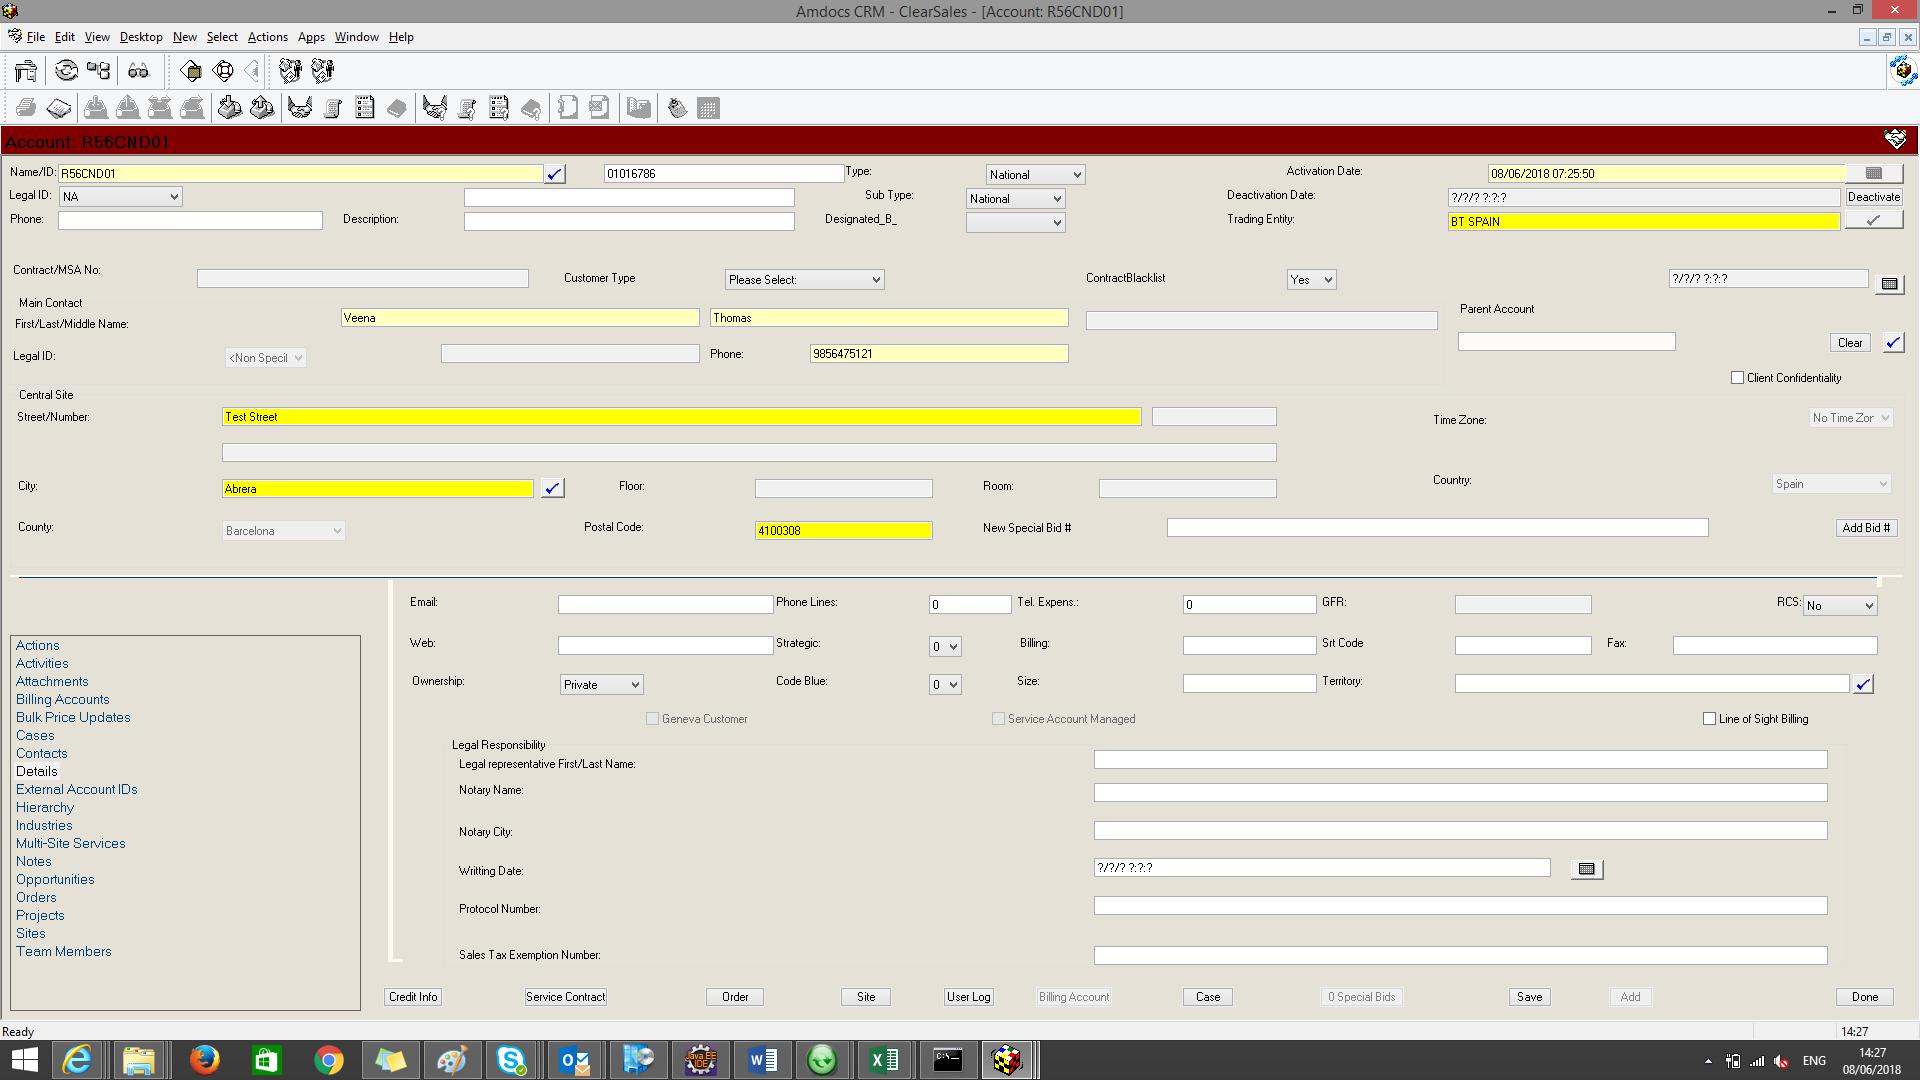 Amdocs CRM - ClearSales - [Account: R56CND01]
File Edit View Desktop New Select Actions Apps Window Help
Account: R56CND01
Name/ID: R56CND01 01016786 Type: National Activation Date: 08/06/2018 07:25:50
Legal ID: NA Sub Type: National Deactivation Date: ?/?/? ?:?:? Deactivate
Phone: Description: Designated_B_ Trading Entity: BT SPAIN
Contract/MSA No: Customer Type Please Select: ContractBlacklist Yes ?/?/? ?:?:?
Main Contact
First/Last/Middle Name: Veena Thomas Parent Account
Legal ID: <Non Specil Phone: 9856475121 Clear
Client Confidentiality
Central Site
Street/Number: Test Street Time Zone: No Time Zor
City: Abrera Floor: Room: Country: Spain
County: Barcelona Postal Code: 4100308 New Special Bid # Add Bid #
Email: Phone Lines: 0 Tel. Expens.: 0 GFR: RCS: No
Web: Strategic: 0 Billing: Srt Code Fax:
Ownership: Private Code Blue: 0 Size: Territory:
Geneva Customer Service Account Managed Line of Sight Billing
Actions
Activities
Attachments
Billing Accounts
Bulk Price Updates
Cases
Contacts
Details
External Account IDs
Hierarchy
Industries
Multi-Site Services
Notes
Opportunities
Orders
Projects
Sites
Team Members
Legal Responsibility
Legal representative First/Last Name:
Notary Name:
Notary City:
Writting Date: ?/?/? ?:?:?
Protocol Number:
Sales Tax Exemption Number:
Credit Info Service Contract Order Site User Log Billing Account Case 0 Special Bids Save Add Done
Ready 14:27
Java EE
IDE
C:\
ENG
14:27
08/06/2018